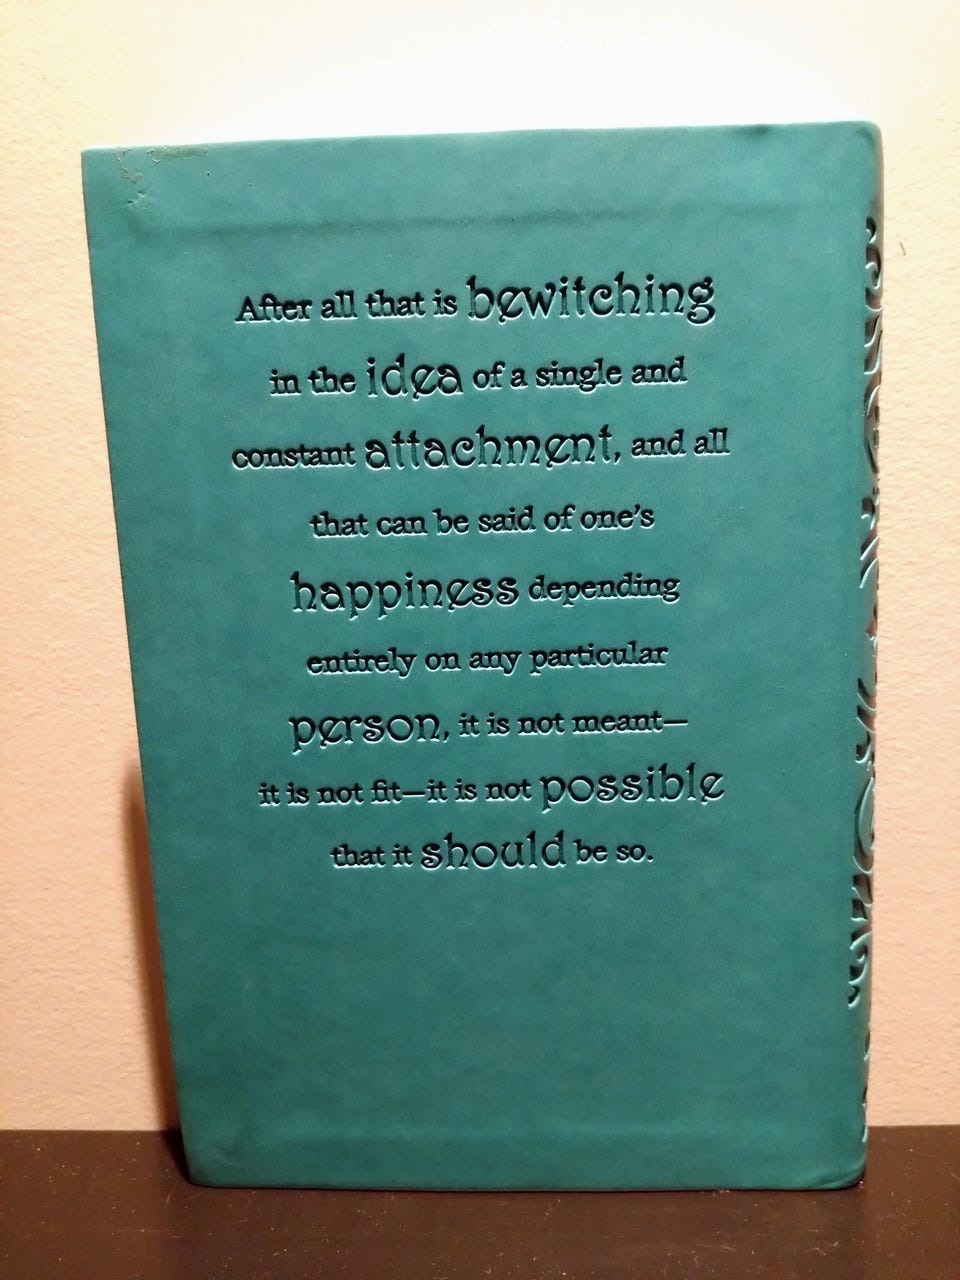 After all that is bewitching
in the idea of a single and
constant attachment, and all
that can be said of one's
happiness depending
entirely on any particular
person, it is not meant—
it is not fit—it is not possible
that it should be so.